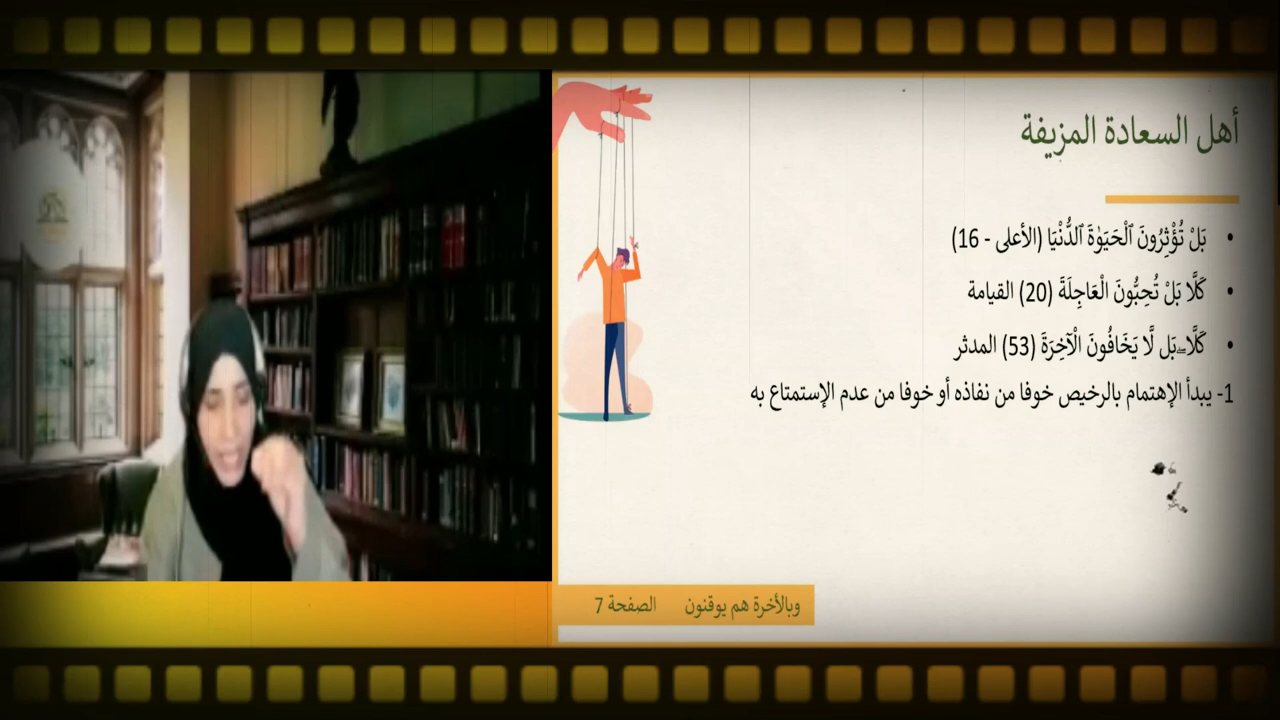 أهل السعادة المزيفة
• بَلْ تُؤْثِرُونَ ٱلْحَيَوٰةَ ٱلدُّنْيَا (الأعلى - 16)
• كَلَّا بَلْ تُحِبُّونَ الْعَاجِلَةَ (20) القيامة
• كَلَّا ۖ بَل لَّا يَخَافُونَ الْآخِرَةَ (53) المدثر
1- يبدأ الإهتمام بالرخيص خوفا من نفاذه أو خوفا من عدم الإستمتاع به
وبالأخرة هم يوقنون الصفحة 7